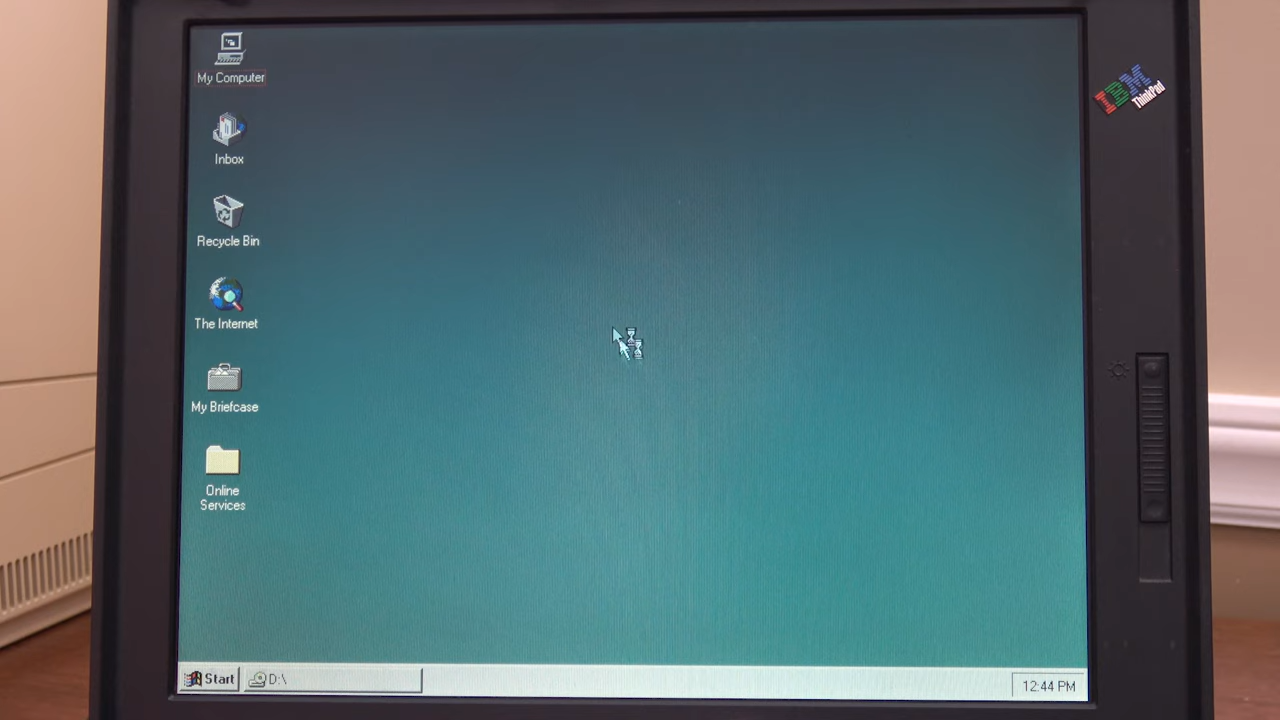 My Computer
Inbox
Recycle Bin
The Internet
My Briefcase
Online
Services
IBM
ThinkPad
Start
D:\
12:44 PM